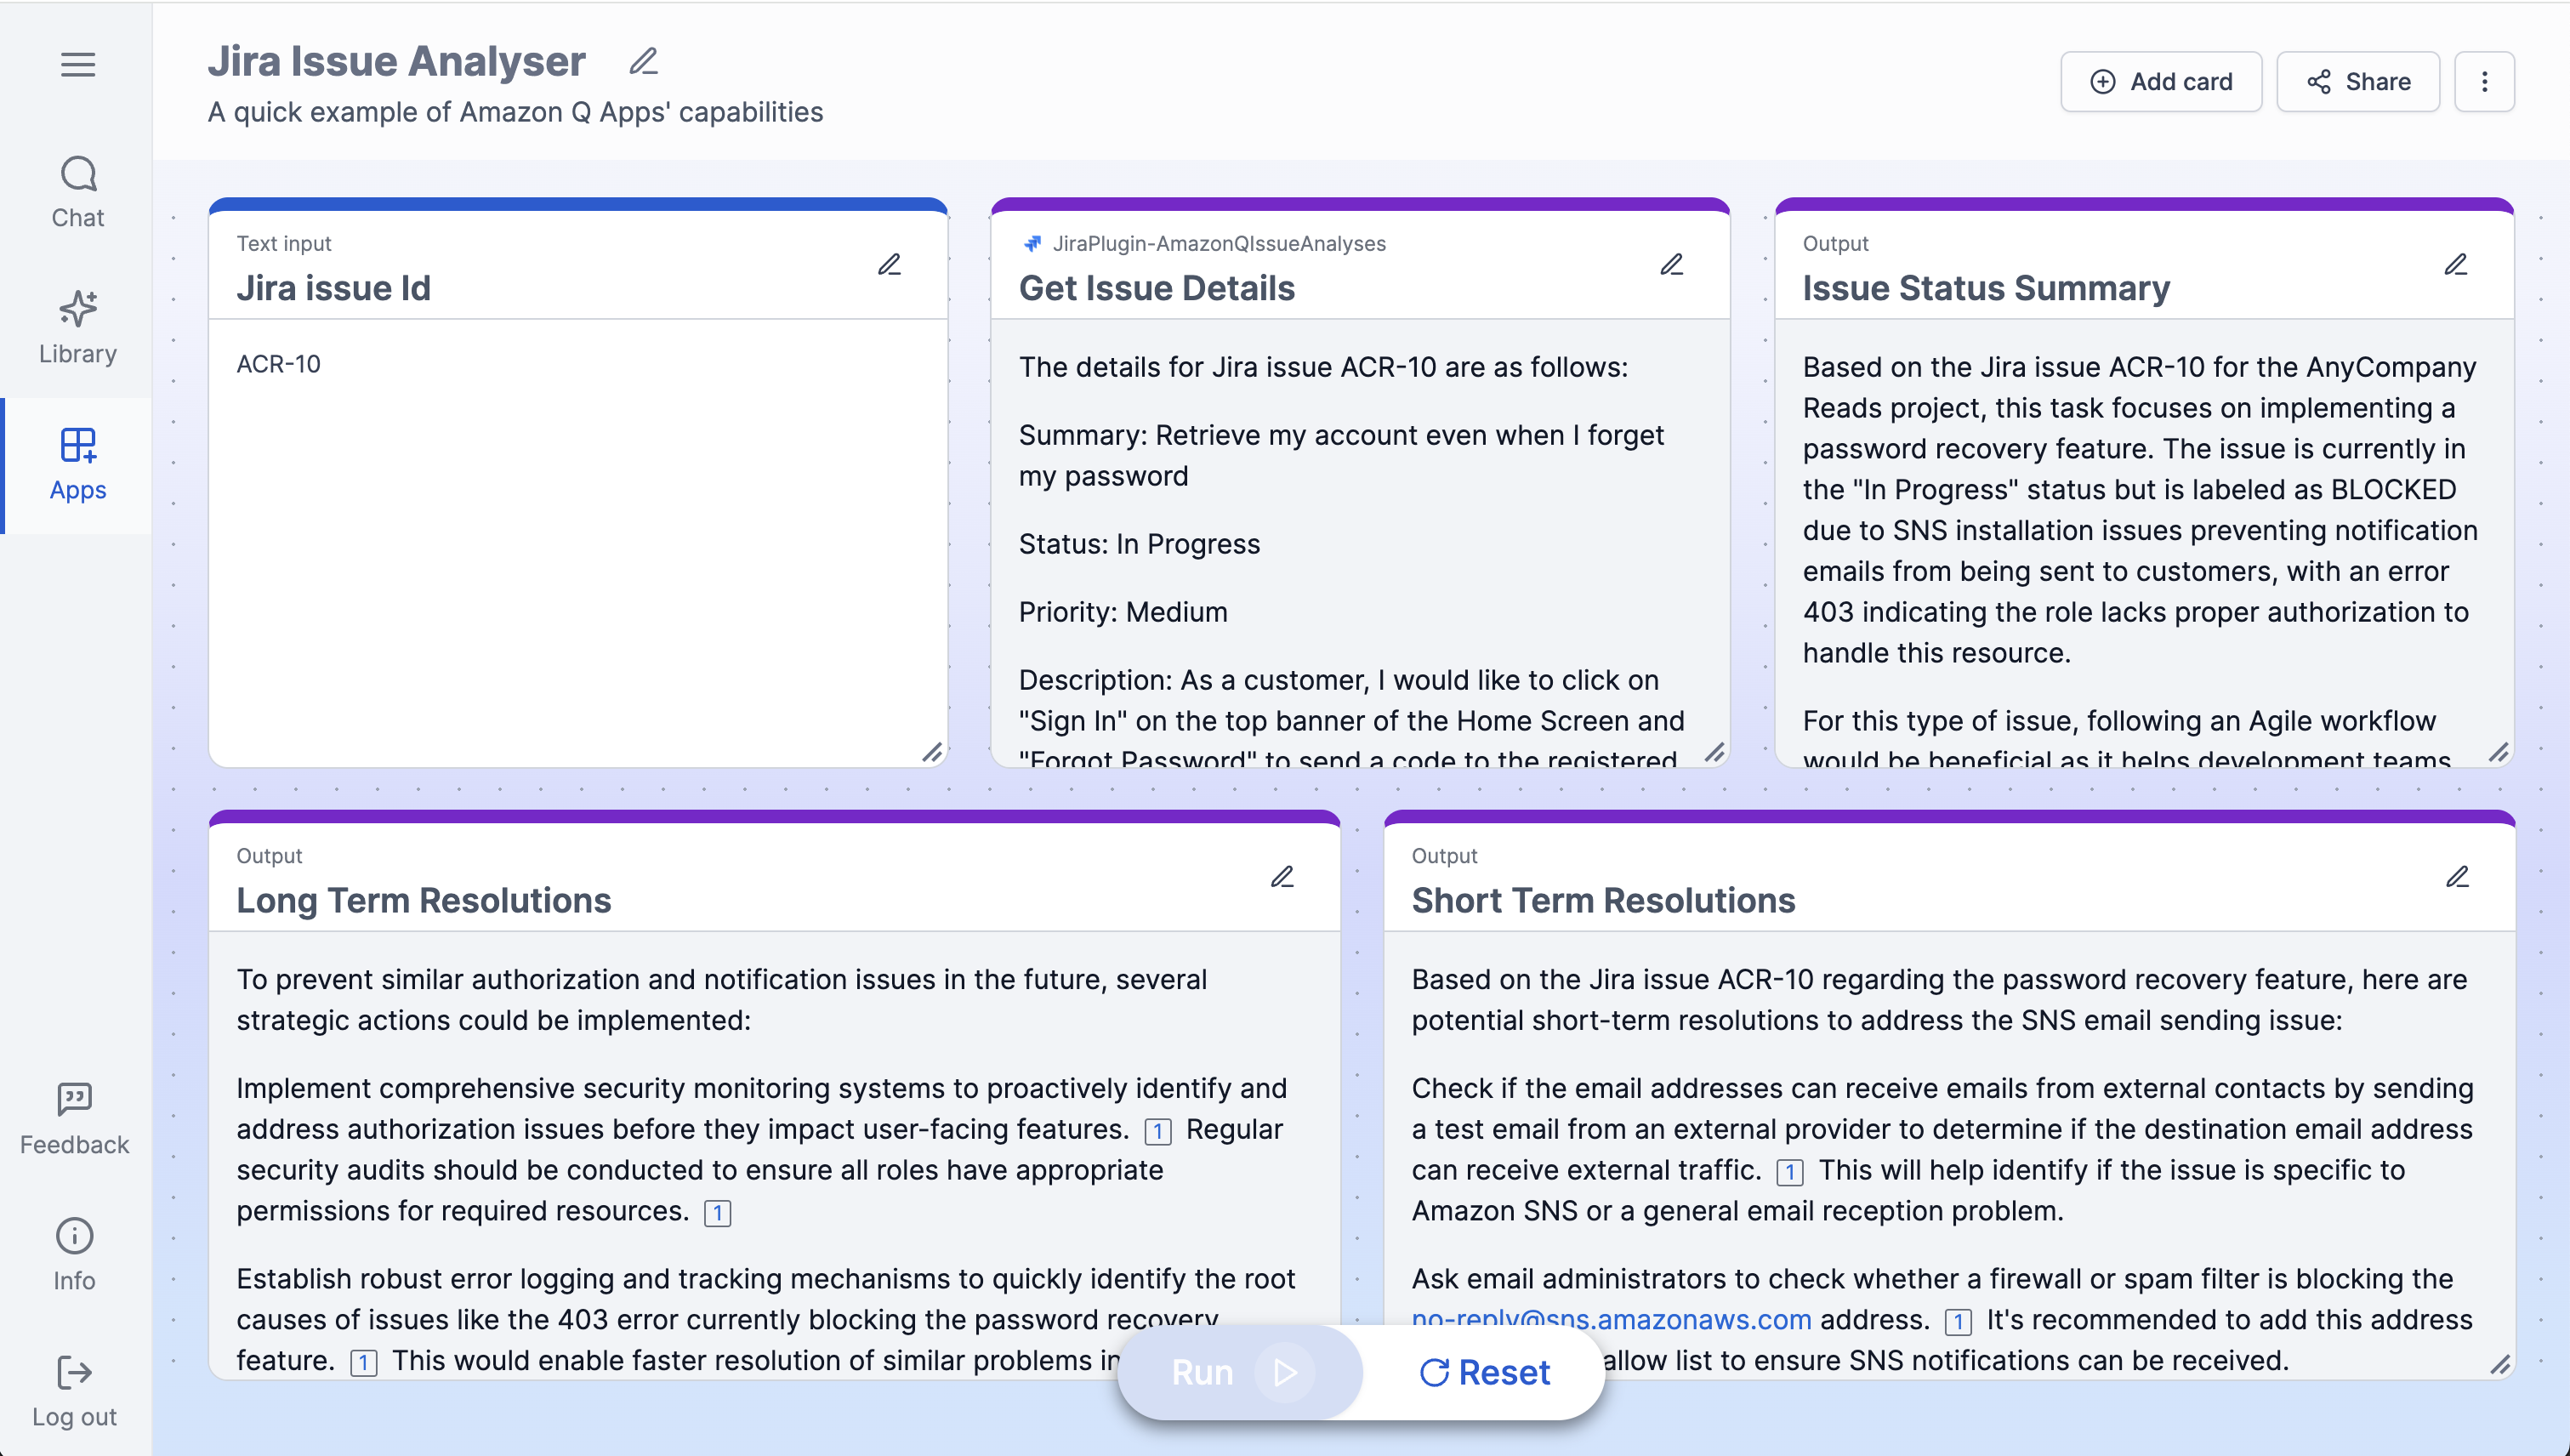 Jira Issue Analyser
A quick example of Amazon Q Apps' capabilities
Add card
Share
Chat
Library
Apps
Feedback
Info
Log out
Text input
Jira issue Id
ACR-10
JiraPlugin-AmazonQIssueAnalyses
Get Issue Details
The details for Jira issue ACR-10 are as follows:
Summary: Retrieve my account even when I forget
my password
Status: In Progress
Priority: Medium
Description: As a customer, I would like to click on
"Sign In" on the top banner of the Home Screen and
"Forgot Password" to send a code to the registered
Output
Issue Status Summary
Based on the Jira issue ACR-10 for the AnyCompany
Reads project, this task focuses on implementing a
password recovery feature. The issue is currently in
the "In Progress" status but is labeled as BLOCKED
due to SNS installation issues preventing notification
emails from being sent to customers, with an error
403 indicating the role lacks proper authorization to
handle this resource.
For this type of issue, following an Agile workflow
would be beneficial as it helps development teams
Output
Long Term Resolutions
To prevent similar authorization and notification issues in the future, several
strategic actions could be implemented:
Implement comprehensive security monitoring systems to proactively identify and
address authorization issues before they impact user-facing features. 1 Regular
security audits should be conducted to ensure all roles have appropriate
permissions for required resources. 1
Establish robust error logging and tracking mechanisms to quickly identify the root
causes of issues like the 403 error currently blocking the password recovery
feature. 1 This would enable faster resolution of similar problems in
Output
Short Term Resolutions
Based on the Jira issue ACR-10 regarding the password recovery feature, here are
potential short-term resolutions to address the SNS email sending issue:
Check if the email addresses can receive emails from external contacts by sending
a test email from an external provider to determine if the destination email address
can receive external traffic. 1 This will help identify if the issue is specific to
Amazon SNS or a general email reception problem.
Ask email administrators to check whether a firewall or spam filter is blocking the
no-reply@sns.amazonaws.com address. 1 It's recommended to add this address
allow list to ensure SNS notifications can be received.
Run
Reset